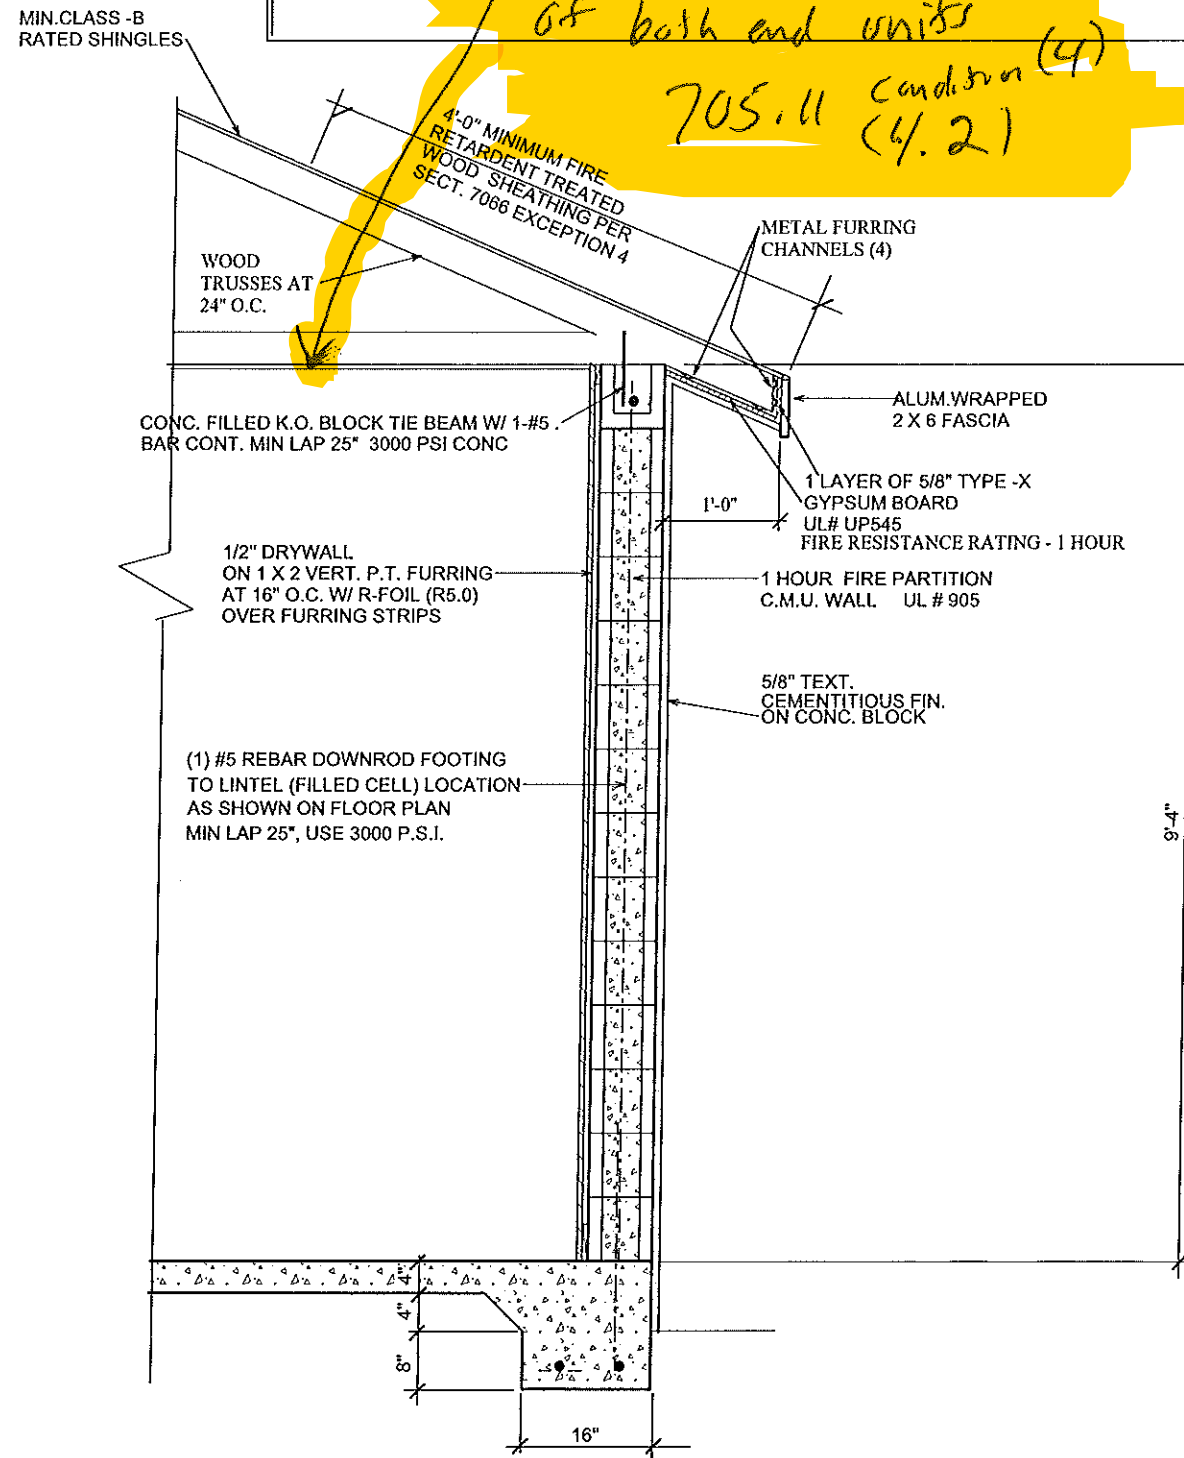 MIN.CLASS -B
RATED SHINGLES
of both end units
705.11 condition (4)
(4.2)
4'-0" MINIMUM FIRE
RETARDENT TREATED
WOOD SHEATHING PER
SECT. 7066 EXCEPTION 4
METAL FURRING
CHANNELS (4)
WOOD
TRUSSES AT
24" O.C.
ALUM.WRAPPED
2 X 6 FASCIA
CONC. FILLED K.O. BLOCK TIE BEAM W/ 1-#5 .
BAR CONT. MIN LAP 25" 3000 PSI CONC
1 LAYER OF 5/8" TYPE -X
GYPSUM BOARD
UL# UP545
FIRE RESISTANCE RATING - 1 HOUR
1'-0"
1/2" DRYWALL
ON 1 X 2 VERT. P.T. FURRING
AT 16" O.C. W/ R-FOIL (R5.0)
OVER FURRING STRIPS
1 HOUR FIRE PARTITION
C.M.U. WALL UL # 905
5/8" TEXT.
CEMENTITIOUS FIN.
ON CONC. BLOCK
(1) #5 REBAR DOWNROD FOOTING
TO LINTEL (FILLED CELL) LOCATION
AS SHOWN ON FLOOR PLAN
MIN LAP 25", USE 3000 P.S.I.
9'-4"
4"
4"
8"
16"